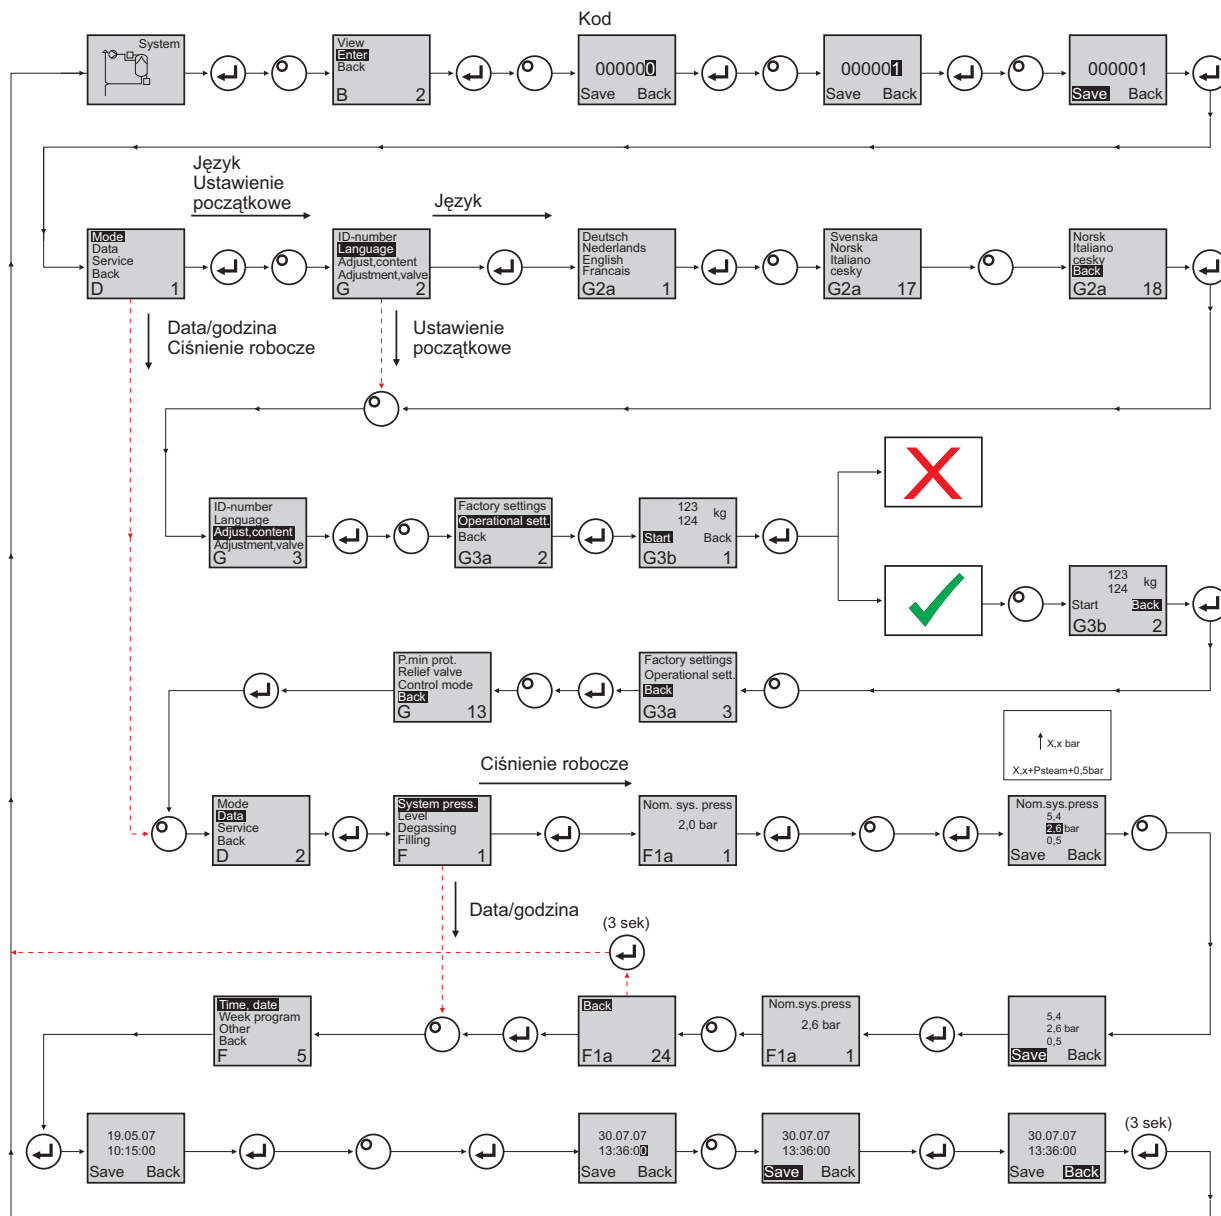 Kod
System
View
Enter
Back
B 2
000000
Save Back
000001
Save Back
000001
Save Back
Język
Ustawienie
początkowe
Język
Mode
Data
Service
Back
D 1
ID-number
Language
Adjust,content
Adjustment,valve
G 2
Deutsch
Nederlands
English
Francais
G2a 1
Svenska
Norsk
Italiano
cesky
G2a 17
Norsk
Italiano
cesky
Back
G2a 18
Data/godzina
Ciśnienie robocze
Ustawienie
początkowe
ID-number
Language
Adjust,content
Adjustment,valve
G 3
Factory settings
Operational sett.
Back
G3a 2
123
124 kg
Start Back
G3b 1
123
124 kg
Start Back
G3b 2
P.min prot.
Relief valve
Control mode
Back
G 13
Factory settings
Operational sett.
Back
G3a 3
X,x bar
X,x+Psteam+0,5bar
Ciśnienie robocze
Mode
Data
Service
Back
D 2
System press.
Level
Degassing
Filling
F 1
Nom. sys. press
2,0 bar
F1a 1
Nom.sys.press
5,4
2,6 bar
0,5
Save Back
Data/godzina
(3 sek)
Time, date
Week program
Other
Back
F 5
Back
F1a 24
Nom.sys.press
2,6 bar
F1a 1
5,4
2,6 bar
0,5
Save Back
19.05.07
10:15:00
Save Back
30.07.07
13:36:00
Save Back
30.07.07
13:36:00
Save Back
30.07.07
13:36:00
Save Back
(3 sek)